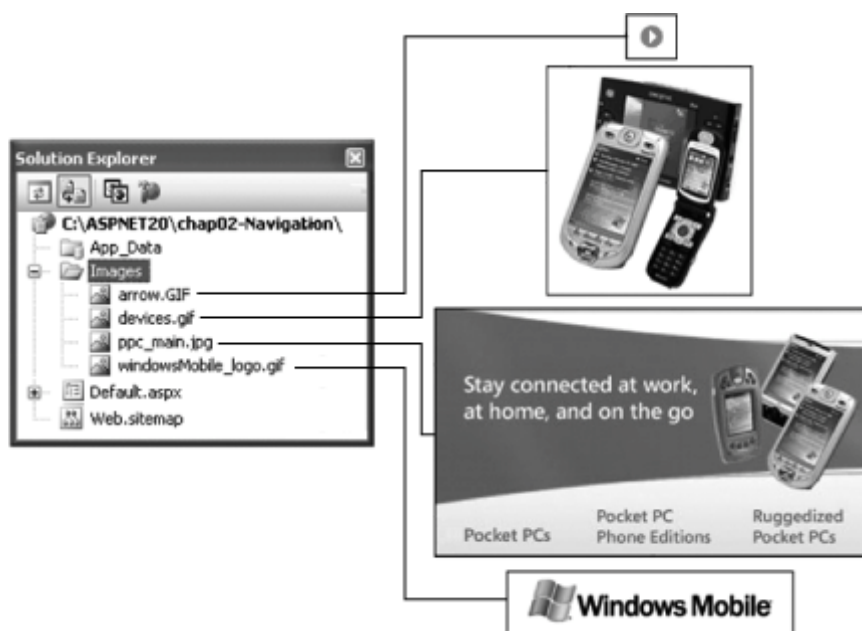 Solution Explorer
C:\ASPNET20\chap02-Navigation\
App_Data
Images
arrow.GIF
devices.gif
ppc_main.jpg
windowsMobile_logo.gif
Default.aspx
Web.sitemap
Stay connected at work,
at home, and on the go
Pocket PCs
Pocket PC
Phone Editions
Ruggedized
Pocket PCs
Windows Mobile